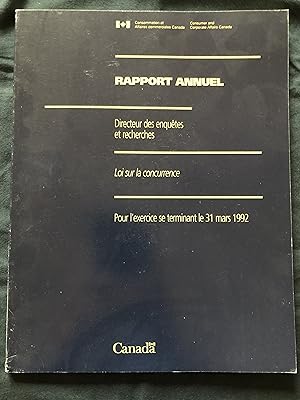 Consommation et Consumer and
Affaires commerciales Canada Corporate Affairs Canada
RAPPORT ANNUEL
Directeur des enquêtes
et recherches
Loi sur la concurrence
Pour l'exercice se terminant le 31 mars 1992
Canada